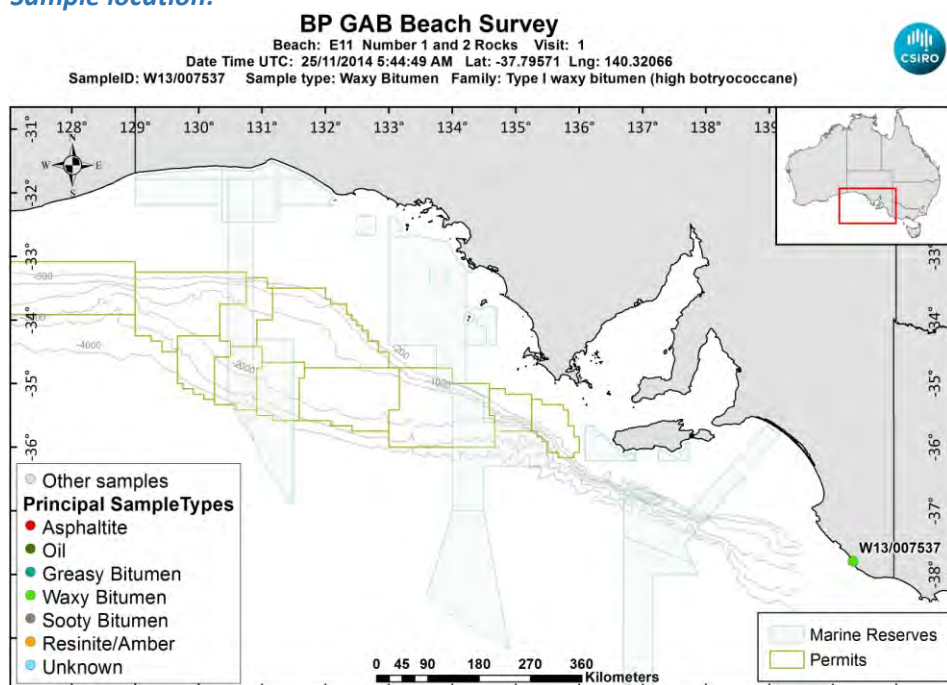 Sample location:
BP GAB Beach Survey
Beach: E11 Number 1 and 2 Rocks Visit: 1
Date Time UTC: 25/11/2014 5:44:49 AM Lat: -37.79571 Lng: 140.32066
SampleID: W13/007537 Sample type: Waxy Bitumen Family: Type I waxy bitumen (high botryococcane)
CSIRO
128° 129° 130° 131° 132° 133° 134° 135° 136° 137° 138° 139
-31°
-32°
-33°
-34°
-35°
-36°
-37°
-38°
N
W E
S
-4000
-2000
-200
-1000
-33°
-34°
-35°
-36°
-37°
-38°
W13/007537
Other samples
Principal SampleTypes
Asphaltite
Oil
Greasy Bitumen
Waxy Bitumen
Sooty Bitumen
Resinite/Amber
Unknown
0 45 90 180 270 360
Kilometers
Marine Reserves
Permits